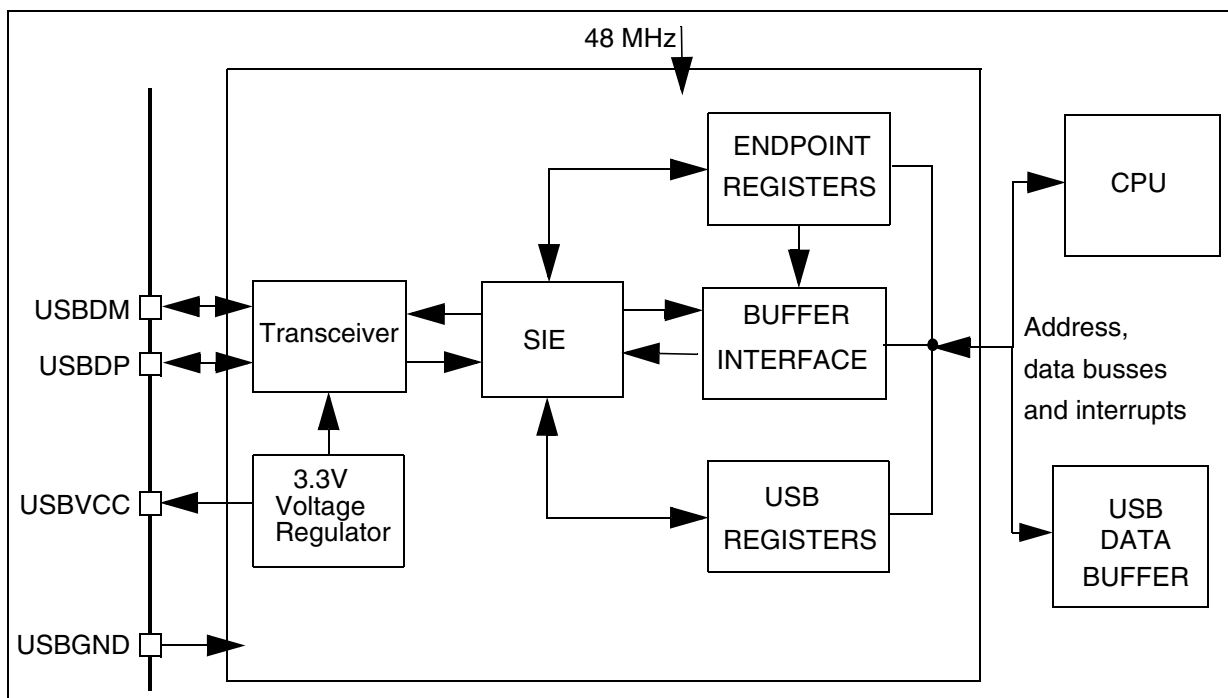 48 MHz
ENDPOINT
REGISTERS
CPU
USBDM
USBDP
Transceiver
SIE
BUFFER
INTERFACE
Address,
data busses
and interrupts
USBVCC
3.3V
Voltage
Regulator
USB
REGISTERS
USB
DATA
BUFFER
USBGND